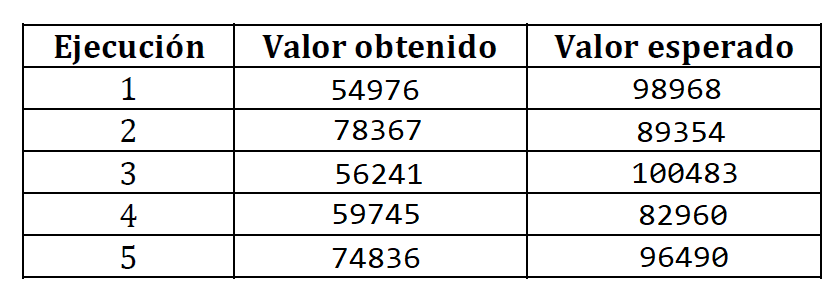 Ejecución Valor obtenido Valor esperado
1 54976 98968
2 78367 89354
3 56241 100483
4 59745 82960
5 74836 96490